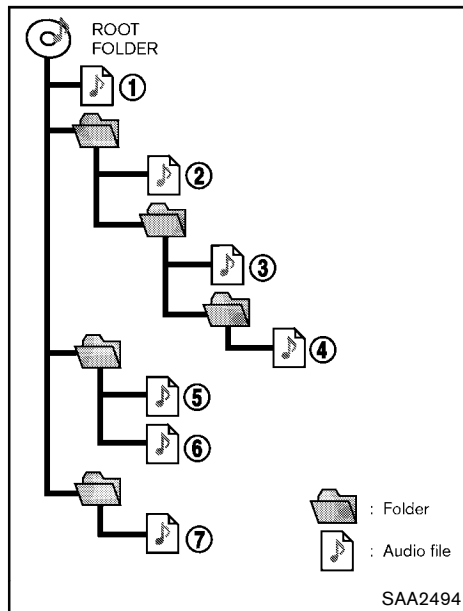 ROOT
FOLDER
①
②
③
④
⑤
⑥
⑦
: Folder
: Audio file
SAA2494